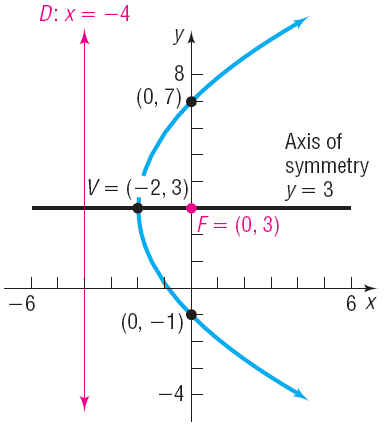 D: x = −4
y
8
(0, 7)
Axis of
symmetry
y = 3
V = (−2, 3)
F = (0, 3)
−6
6 x
(0, −1)
−4